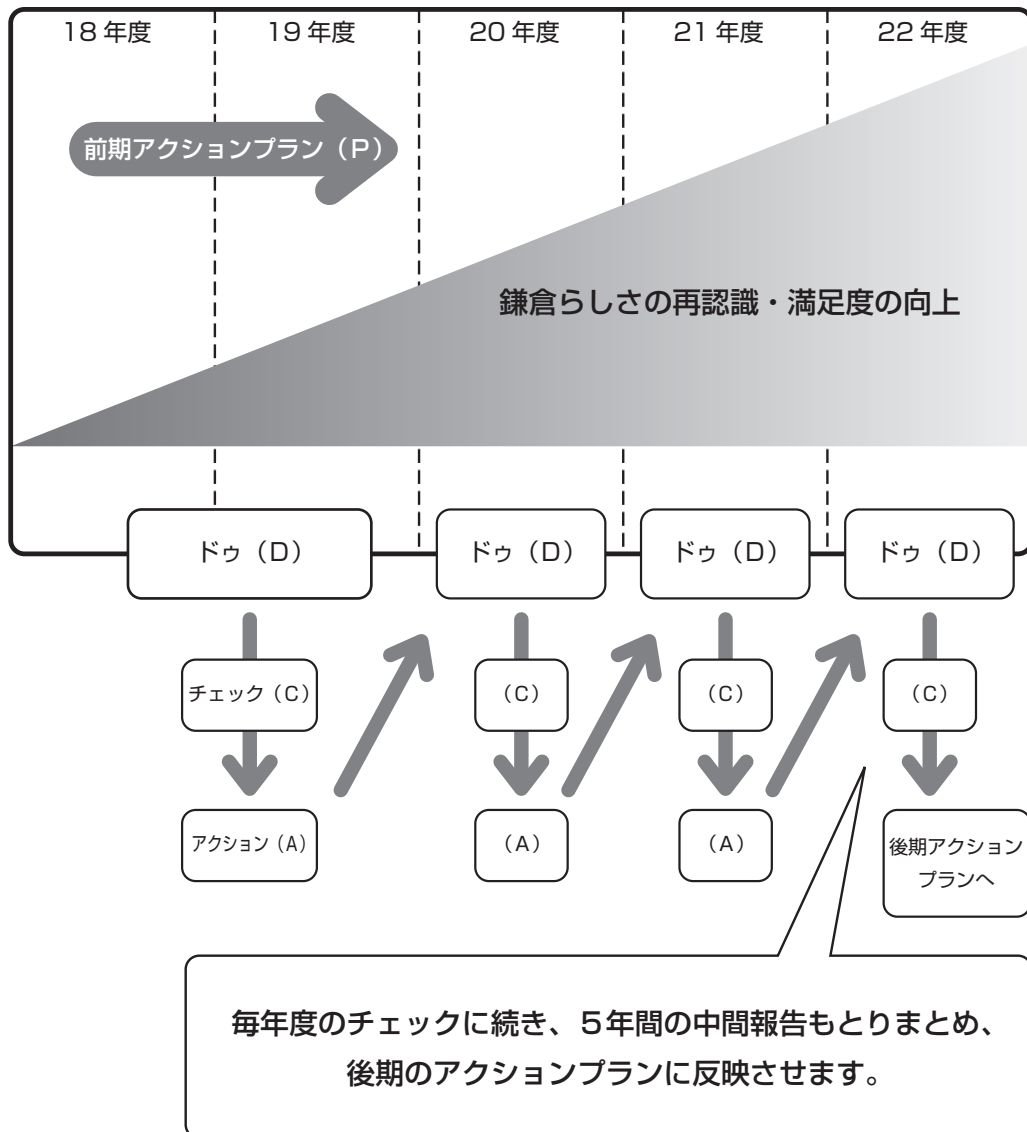 18年度
19年度
20年度
21年度
22年度
前期アクションプラン（P）
鎌倉らしさの再認識・満足度の向上
ドゥ（D）
ドゥ（D）
ドゥ（D）
ドゥ（D）
チェック（C）
（C）
（C）
（C）
アクション（A）
（A）
（A）
後期アクション
プランへ
毎年度のチェックに続き、５年間の中間報告もとりまとめ、
後期のアクションプランに反映させます。